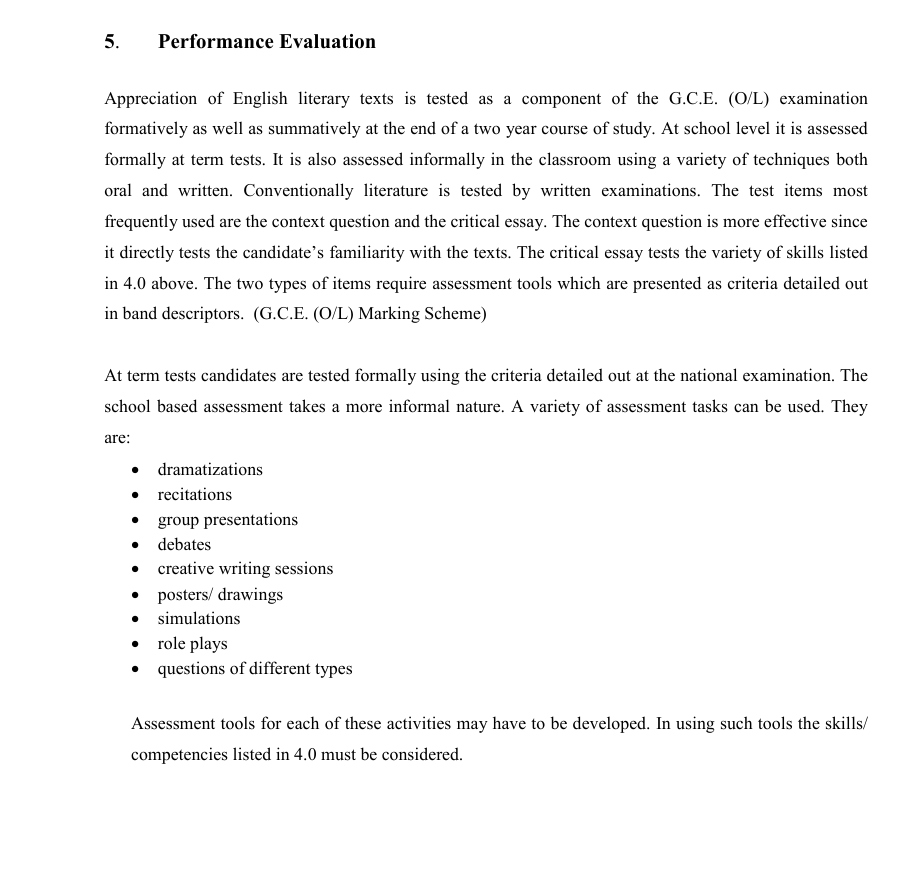 5. Performance Evaluation
Appreciation of English literary texts is tested as a component of the G.C.E. (O/L) examination
formatively as well as summatively at the end of a two year course of study. At school level it is assessed
formally at term tests. It is also assessed informally in the classroom using a variety of techniques both
oral and written. Conventionally literature is tested by written examinations. The test items most
frequently used are the context question and the critical essay. The context question is more effective since
it directly tests the candidate’s familiarity with the texts. The critical essay tests the variety of skills listed
in 4.0 above. The two types of items require assessment tools which are presented as criteria detailed out
in band descriptors. (G.C.E. (O/L) Marking Scheme)
At term tests candidates are tested formally using the criteria detailed out at the national examination. The
school based assessment takes a more informal nature. A variety of assessment tasks can be used. They
are:
• dramatizations
• recitations
• group presentations
• debates
• creative writing sessions
• posters/ drawings
• simulations
• role plays
• questions of different types
Assessment tools for each of these activities may have to be developed. In using such tools the skills/
competencies listed in 4.0 must be considered.